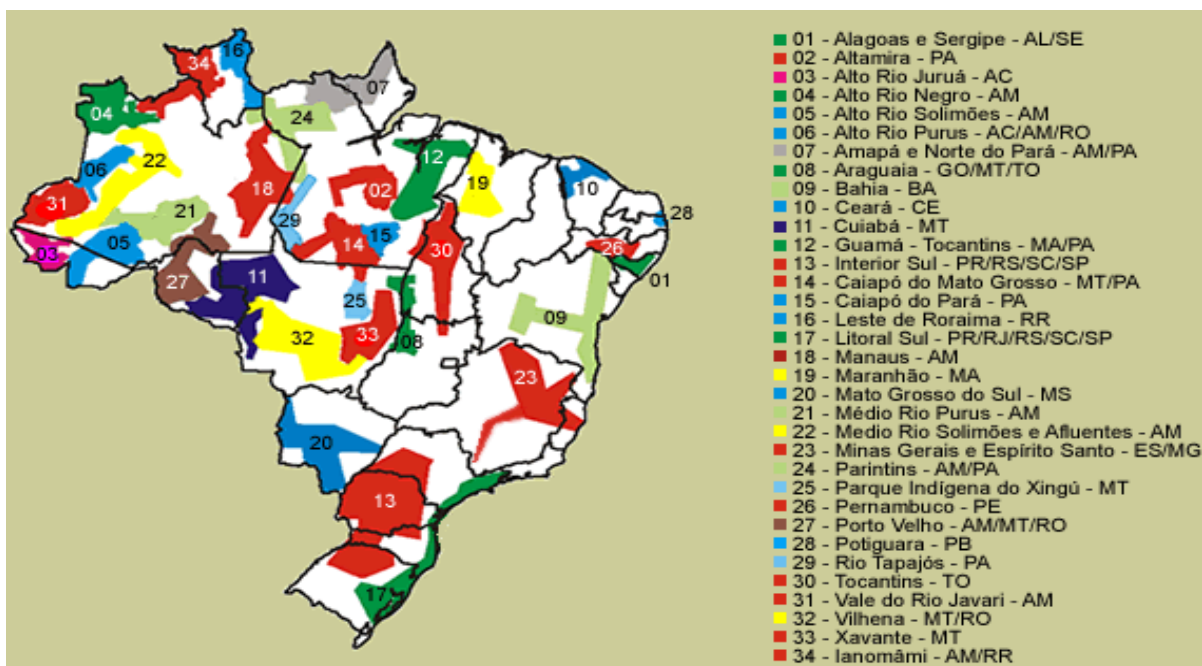 34
16
07
04
24
12
22
06
18
02
19
10
28
31
21
29
14
15
30
26
03
05
27
11
25
01
09
32
33
08
23
20
13
17
01 - Alagoas e Sergipe - AL/SE
02 - Altamira - PA
03 - Alto Rio Juruá - AC
04 - Alto Rio Negro - AM
05 - Alto Rio Solimões - AM
06 - Alto Rio Purus - AC/AM/RO
07 - Amapá e Norte do Pará - AM/PA
08 - Araguaia - GO/MT/TO
09 - Bahia - BA
10 - Ceará - CE
11 - Cuiabá - MT
12 - Guamá - Tocantins - MA/PA
13 - Interior Sul - PR/RS/SC/SP
14 - Caiapó do Mato Grosso - MT/PA
15 - Caiapó do Pará - PA
16 - Leste de Roraima - RR
17 - Litoral Sul - PR/RJ/RS/SC/SP
18 - Manaus - AM
19 - Maranhão - MA
20 - Mato Grosso do Sul - MS
21 - Médio Rio Purus - AM
22 - Medio Rio Solimões e Afluentes - AM
23 - Minas Gerais e Espírito Santo - ES/MG
24 - Parintins - AM/PA
25 - Parque Indígena do Xingú - MT
26 - Pernambuco - PE
27 - Porto Velho - AM/MT/RO
28 - Potiguara - PB
29 - Rio Tapajós - PA
30 - Tocantins - TO
31 - Vale do Rio Javari - AM
32 - Vilhena - MT/RO
33 - Xavante - MT
34 - Ianomâmi - AM/RR